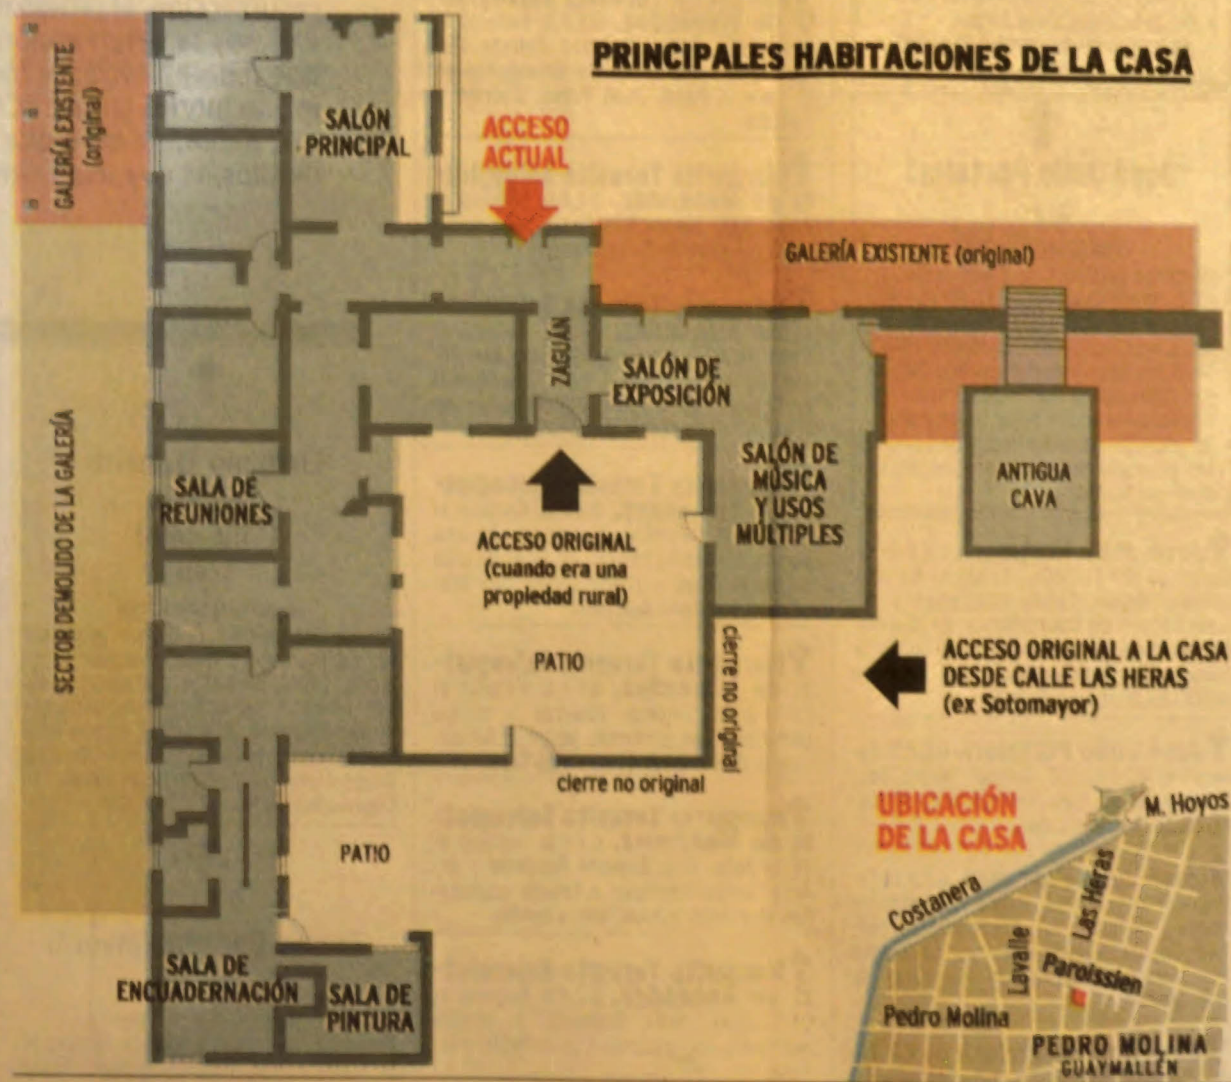 PRINCIPALES HABITACIONES DE LA CASA
GALERÍA EXISTENTE
(original)
SALÓN
PRINCIPAL
ACCESO
ACTUAL
GALERÍA EXISTENTE (original)
ZAGUÁN
SALÓN DE
EXPOSICIÓN
SALÓN DE
MÚSICA
Y USOS
MÚLTIPLES
ANTIGUA
CAVA
SECTOR DEMOLIDO DE LA GALERÍA
SALA DE
REUNIONES
ACCESO ORIGINAL
(cuando era una
propiedad rural)
PATIO
cierre no original
ACCESO ORIGINAL A LA CASA
DESDE CALLE LAS HERAS
(ex Sotomayor)
cierre no original
PATIO
SALA DE
ENCUADERNACIÓN
SALA DE
PINTURA
UBICACIÓN
DE LA CASA
M. Hoyos
Costanera
Las Heras
Lavalle
Paroissien
Pedro Molina
PEDRO MOLINA
GUAYMALLÉN